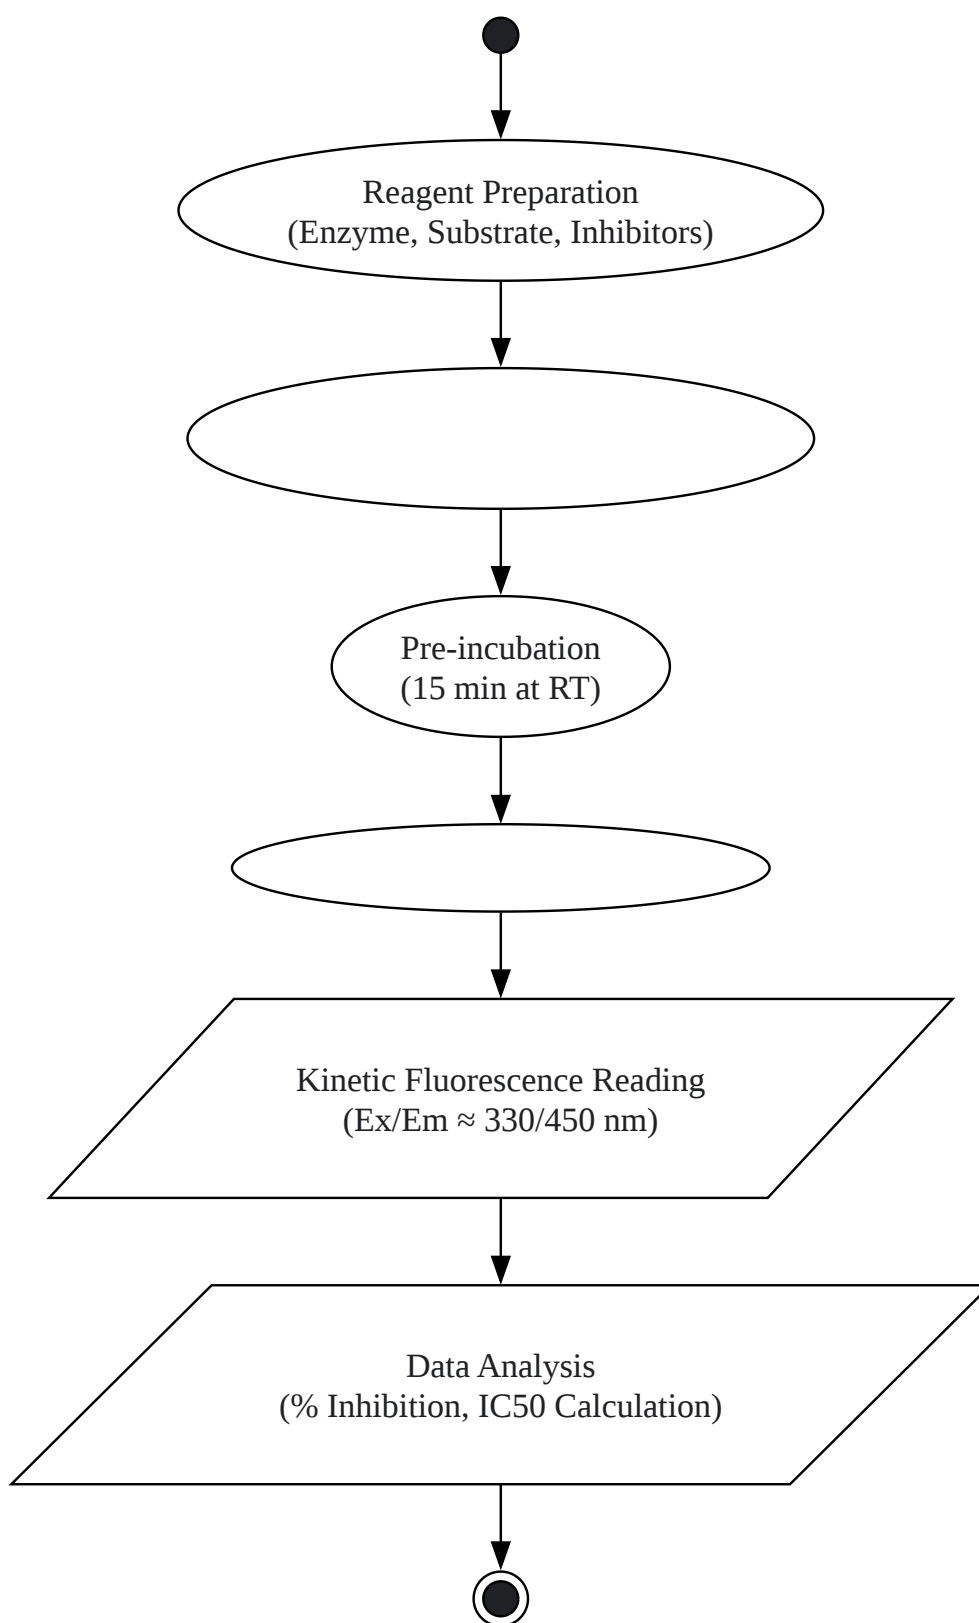 Reagent Preparation
(Enzyme, Substrate, Inhibitors)
Pre-incubation
(15 min at RT)
Kinetic Fluorescence Reading
(Ex/Em ≈ 330/450 nm)
Data Analysis
(% Inhibition, IC50 Calculation)